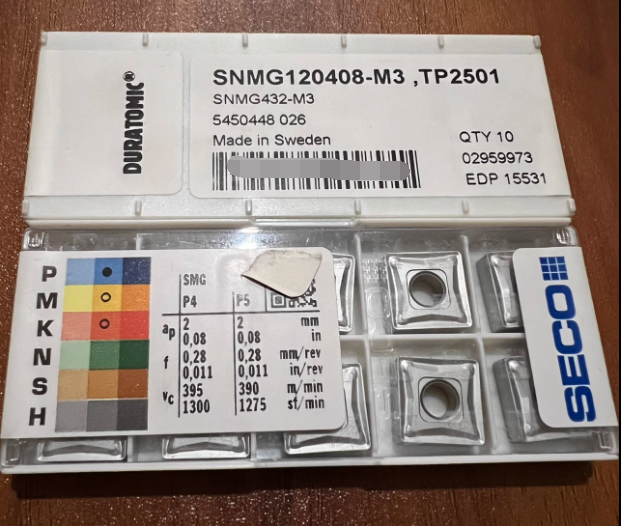 DURATOMIC®
SNMG120408-M3 ,TP2501
SNMG432-M3
5450448 026
Made in Sweden
QTY 10
02959973
EDP 15531
P
M
K
N
S
H
SMG
P4 P5
ap 2 2 mm
0,08 0,08 in
f 0,28 0,28 mm/rev
0,011 0,011 in/rev
vc 395 390 m/min
1300 1275 sf/min
SECO